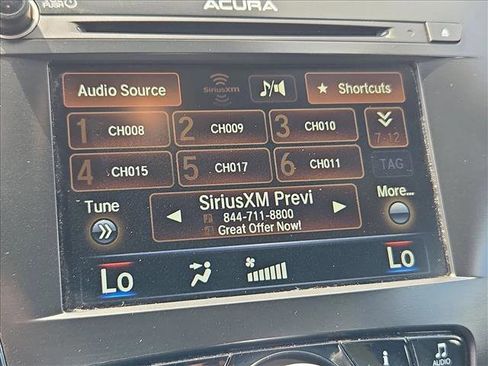 PUSH
ACURA
Audio Source
SiriusXM
★ Shortcuts
1 CH008
2 CH009
3 CH010
7-12
4 CH015
5 CH017
6 CH011
TAG
Tune
SiriusXM Previ
844-711-8800
Great Offer Now!
More...
Lo
Lo
i
AUDIO